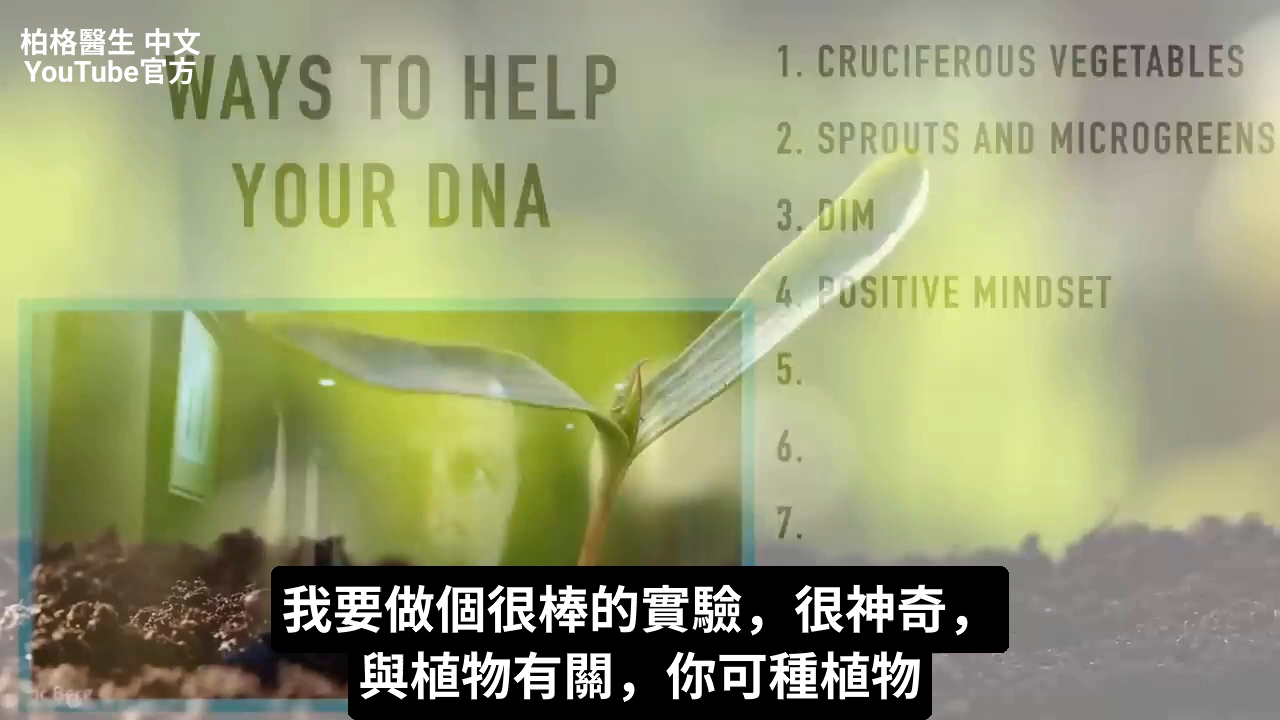 柏格醫生 中文
YouTube官方
WAYS TO HELP
YOUR DNA
1. CRUCIFEROUS VEGETABLES
2. SPROUTS AND MICROGREENS
3. DIM
4. POSITIVE MINDSET
5.
6.
7.
我要做個很棒的實驗，很神奇，
與植物有關，你可種植物